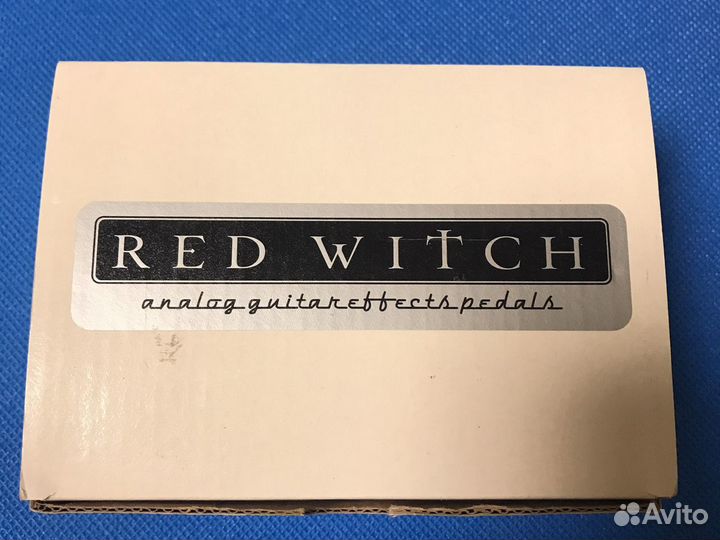 RED WITCH
analog guitar effects pedals
Avito